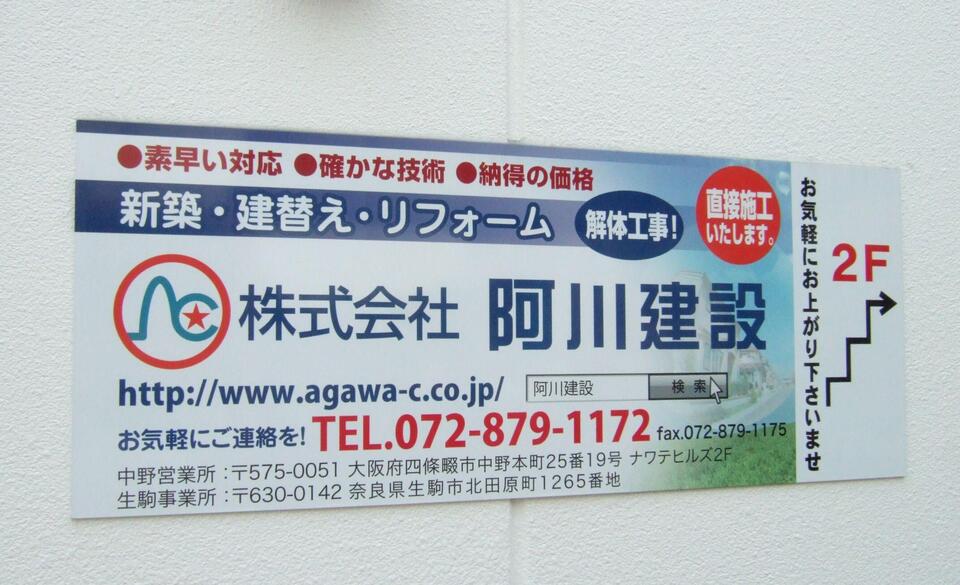 ●素早い対応 ●確かな技術 ●納得の価格
新築・建替え・リフォーム
解体工事!
直接施工
いたします。
株式会社 阿川建設
http://www.agawa-c.co.jp/
阿川建設 検索
お気軽にご連絡を! TEL.072-879-1172 fax.072-879-1175
中野営業所:〒575-0051 大阪府四條畷市中野本町25番19号 ナワテヒルズ2F
生駒事業所:〒630-0142 奈良県生駒市北田原町1265番地
お気軽にお上がり下さいませ
2F